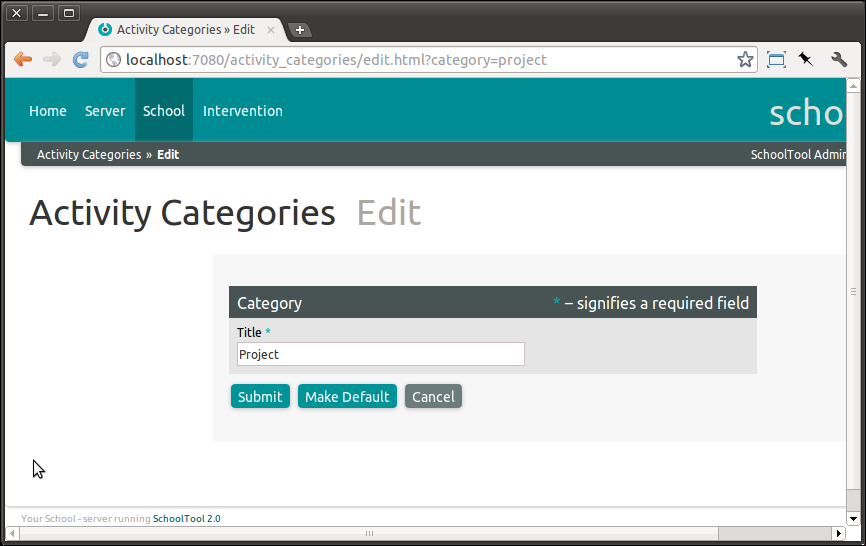 Activity Categories » Edit
localhost:7080/activity_categories/edit.html?category=project
Home Server School Intervention
scho
Activity Categories » Edit
SchoolTool Admin
Activity Categories Edit
Category
* – signifies a required field
Title *
Project
Submit Make Default Cancel
Your School - server running SchoolTool 2.0